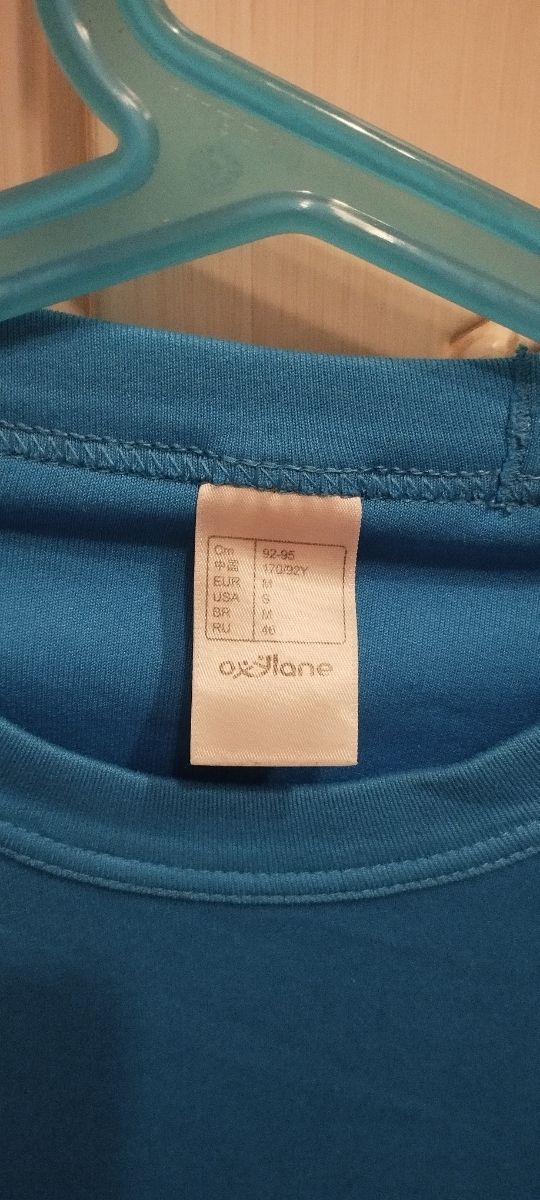 Cm 92-95
中国 170/92Y
EUR M
USA S
BR M
RU 46
oxylane